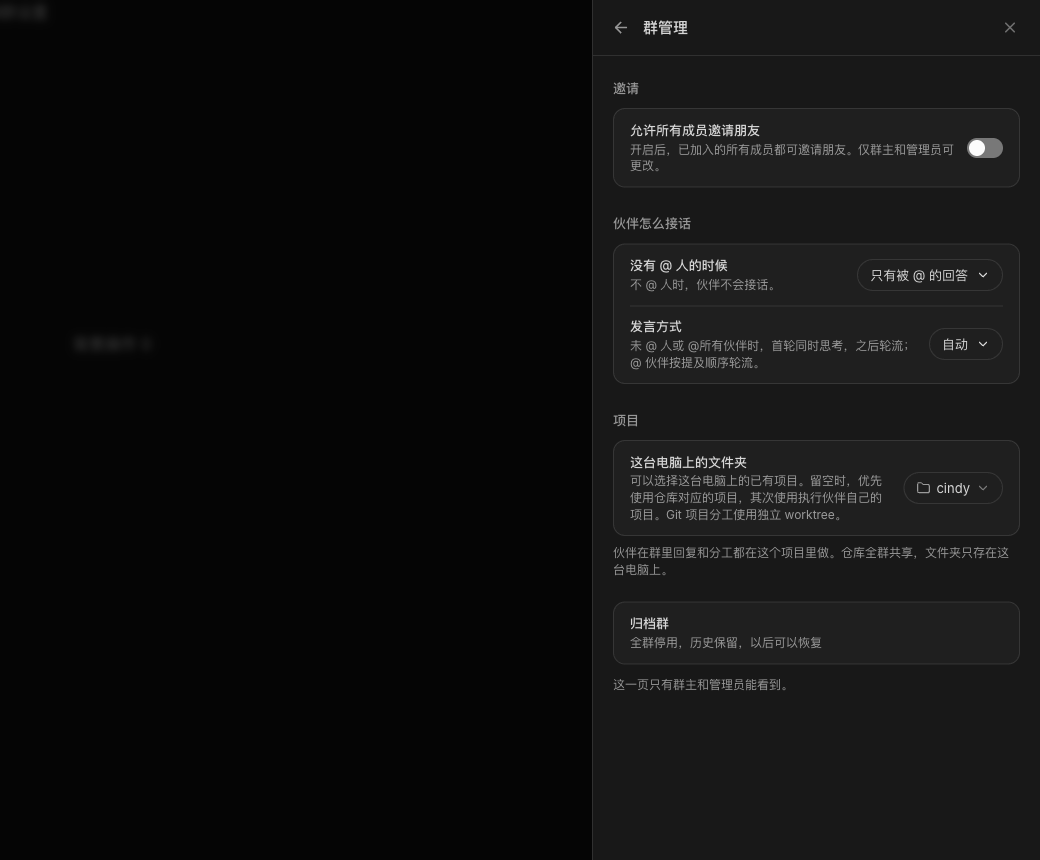 群管理
邀请
允许所有成员邀请朋友
开启后，已加入的所有成员都可邀请朋友。仅群主和管理员可
更改。
伙伴怎么接话
没有 @ 人的时候
不 @ 人时，伙伴不会接话。
只有被 @ 的回答
发言方式
未 @ 人或 @所有伙伴时，首轮同时思考，之后轮流；
@ 伙伴按提及顺序轮流。
自动
项目
这台电脑上的文件夹
可以选择这台电脑上的已有项目。留空时，优先
使用仓库对应的项目，其次使用执行伙伴自己的
项目。Git 项目分工使用独立 worktree。
cindy
伙伴在群里回复和分工都在这个项目里做。仓库全群共享，文件夹只存在这
台电脑上。
归档群
全群停用，历史保留，以后可以恢复
这一页只有群主和管理员能看到。